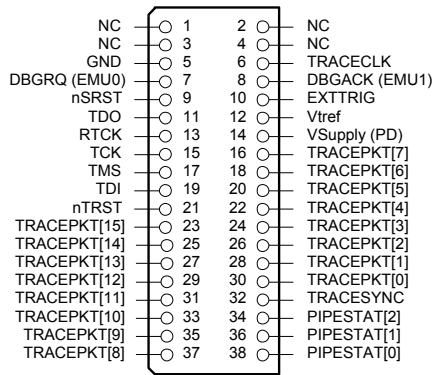 NC 1 2 NC
NC 3 4 NC
GND 5 6 TRACECLK
DBGRQ (EMU0) 7 8 DBGACK (EMU1)
nSRST 9 10 EXTTRIG
TDO 11 12 Vtref
RTCK 13 14 VSupply (PD)
TCK 15 16 TRACEPKT[7]
TMS 17 18 TRACEPKT[6]
TDI 19 20 TRACEPKT[5]
nTRST 21 22 TRACEPKT[4]
TRACEPKT[15] 23 24 TRACEPKT[3]
TRACEPKT[14] 25 26 TRACEPKT[2]
TRACEPKT[13] 27 28 TRACEPKT[1]
TRACEPKT[12] 29 30 TRACEPKT[0]
TRACEPKT[11] 31 32 TRACESYNC
TRACEPKT[10] 33 34 PIPESTAT[2]
TRACEPKT[9] 35 36 PIPESTAT[1]
TRACEPKT[8] 37 38 PIPESTAT[0]